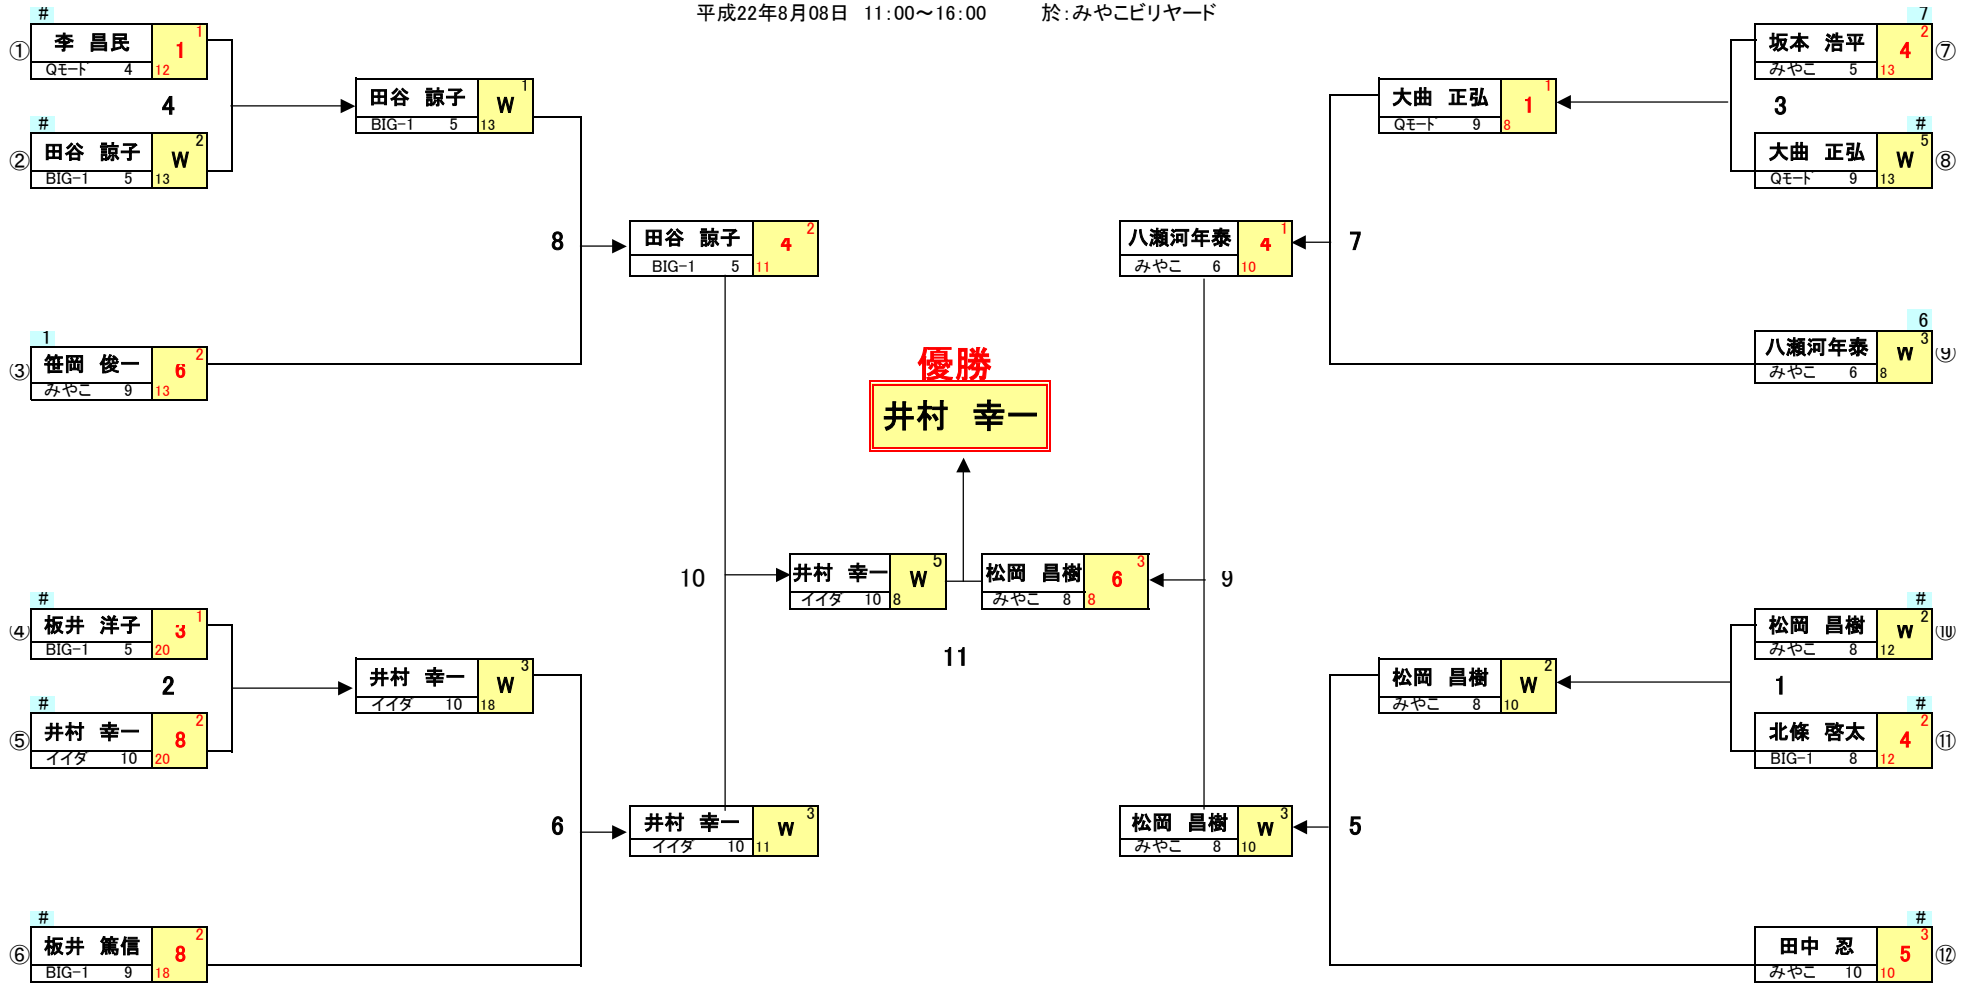 平成22年8月08日 11:00～16:00 於:みやこビリヤード
#
① 李 昌民 1 1
Qモード 4 12
4
#
② 田谷 諒子 W 2
BIG-1 5 13
田谷 諒子 W 1
BIG-1 5 13
8
1
③ 笹岡 俊一 6 2
みやこ 9 13
田谷 諒子 4 2
BIG-1 5 11
#
④ 板井 洋子 3 1
BIG-1 5 20
2
#
⑤ 井村 幸一 8 2
イイダ 10 20
井村 幸一 W 3
イイダ 10 18
6
#
⑥ 板井 篤信 8 2
BIG-1 9 18
井村 幸一 W 3
イイダ 10 11
10
優勝
井村 幸一
井村 幸一 W 5
イイダ 10 8
松岡 昌樹 6 3
みやこ 8 8
11
9
八瀬河年泰 4 1
みやこ 6 10
7
大曲 正弘 1 1
Qモード 9 8
7
坂本 浩平 4 2 ⑦
みやこ 5 13
3
#
大曲 正弘 W 5 ⑧
Qモード 9 13
6
八瀬河年泰 W 3 ⑨
みやこ 6 8
松岡 昌樹 W 3
みやこ 8 10
5
松岡 昌樹 W 2
みやこ 8 10
#
松岡 昌樹 W 2 ⑩
みやこ 8 12
1
#
北條 啓太 4 2 ⑪
BIG-1 8 12
#
田中 忍 5 3 ⑫
みやこ 10 10